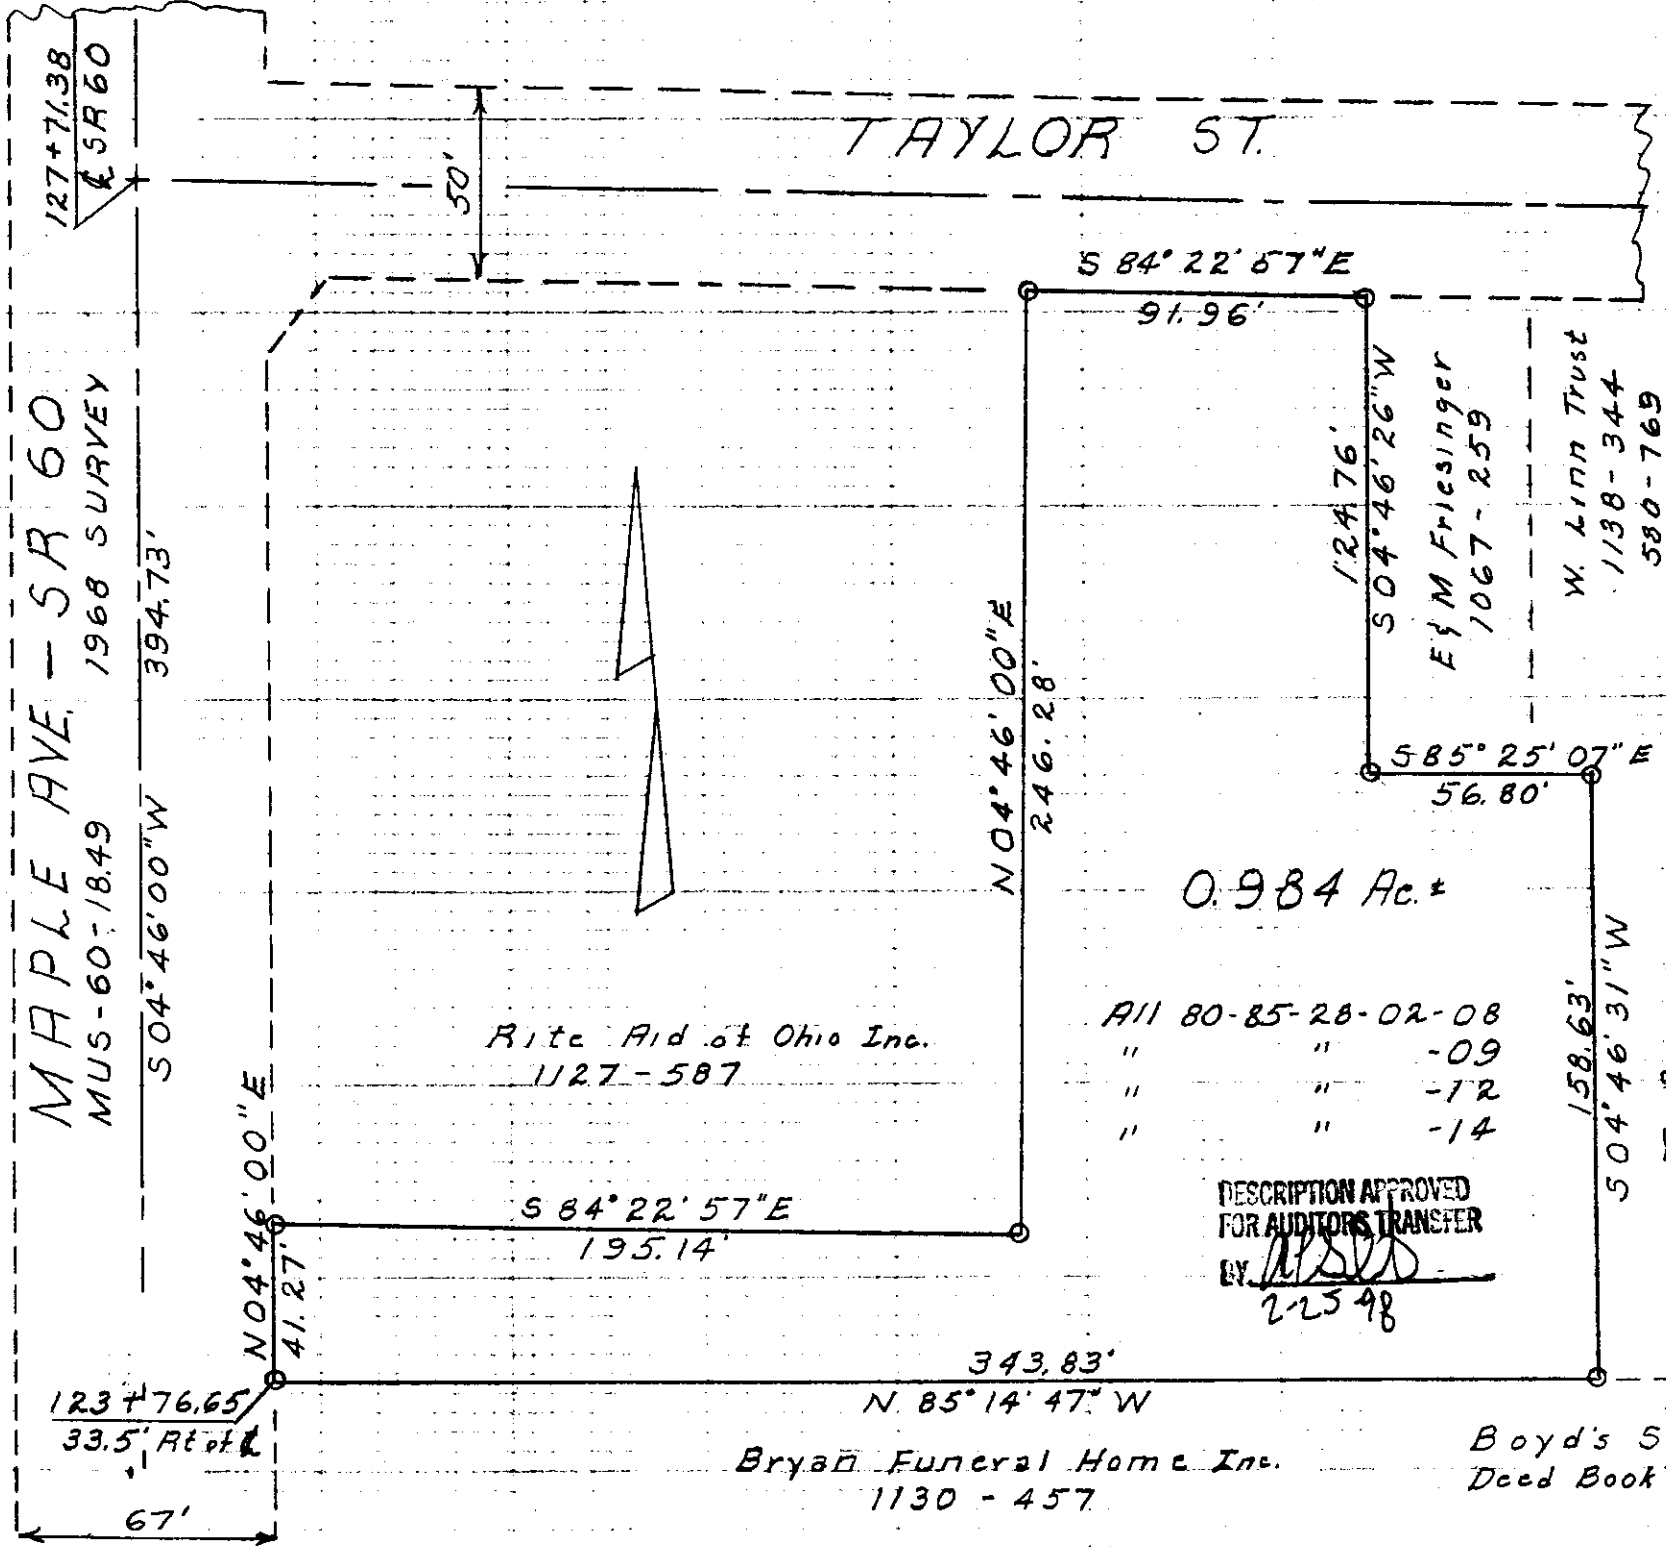 127+71.38
℄ SR 60
TAYLOR ST.
50'
S 84° 22' 57" E
91.96'
MAPLE AVE. - SR 60
MUS-60-18.49 1968 SURVEY
S 04° 46' 00" W 394.73'
124.76'
S 04° 46' 26" W
E & M Friesinger
1067 - 259
W. Linn Trust
1138 - 344
580 - 769
N 04° 46' 00" E
246.28'
S 85° 25' 07" E
56.80'
0.984 Ac. ±
Rite Aid of Ohio Inc.
1127 - 587
All 80-85-28-02-08
" " -09
" " -12
" " -14
158.63'
S 04° 46' 31" W
DESCRIPTION APPROVED
FOR AUDITORS TRANSFER
BY
2-25 98
N 04° 46' 00" E
41.27'
S 84° 22' 57" E
195.14'
343.83'
N 85° 14' 47" W
123 + 76.65
33.5' Rt of ℄
67'
Bryan Funeral Home Inc.
1130 - 457
Boyd's S
Deed Book